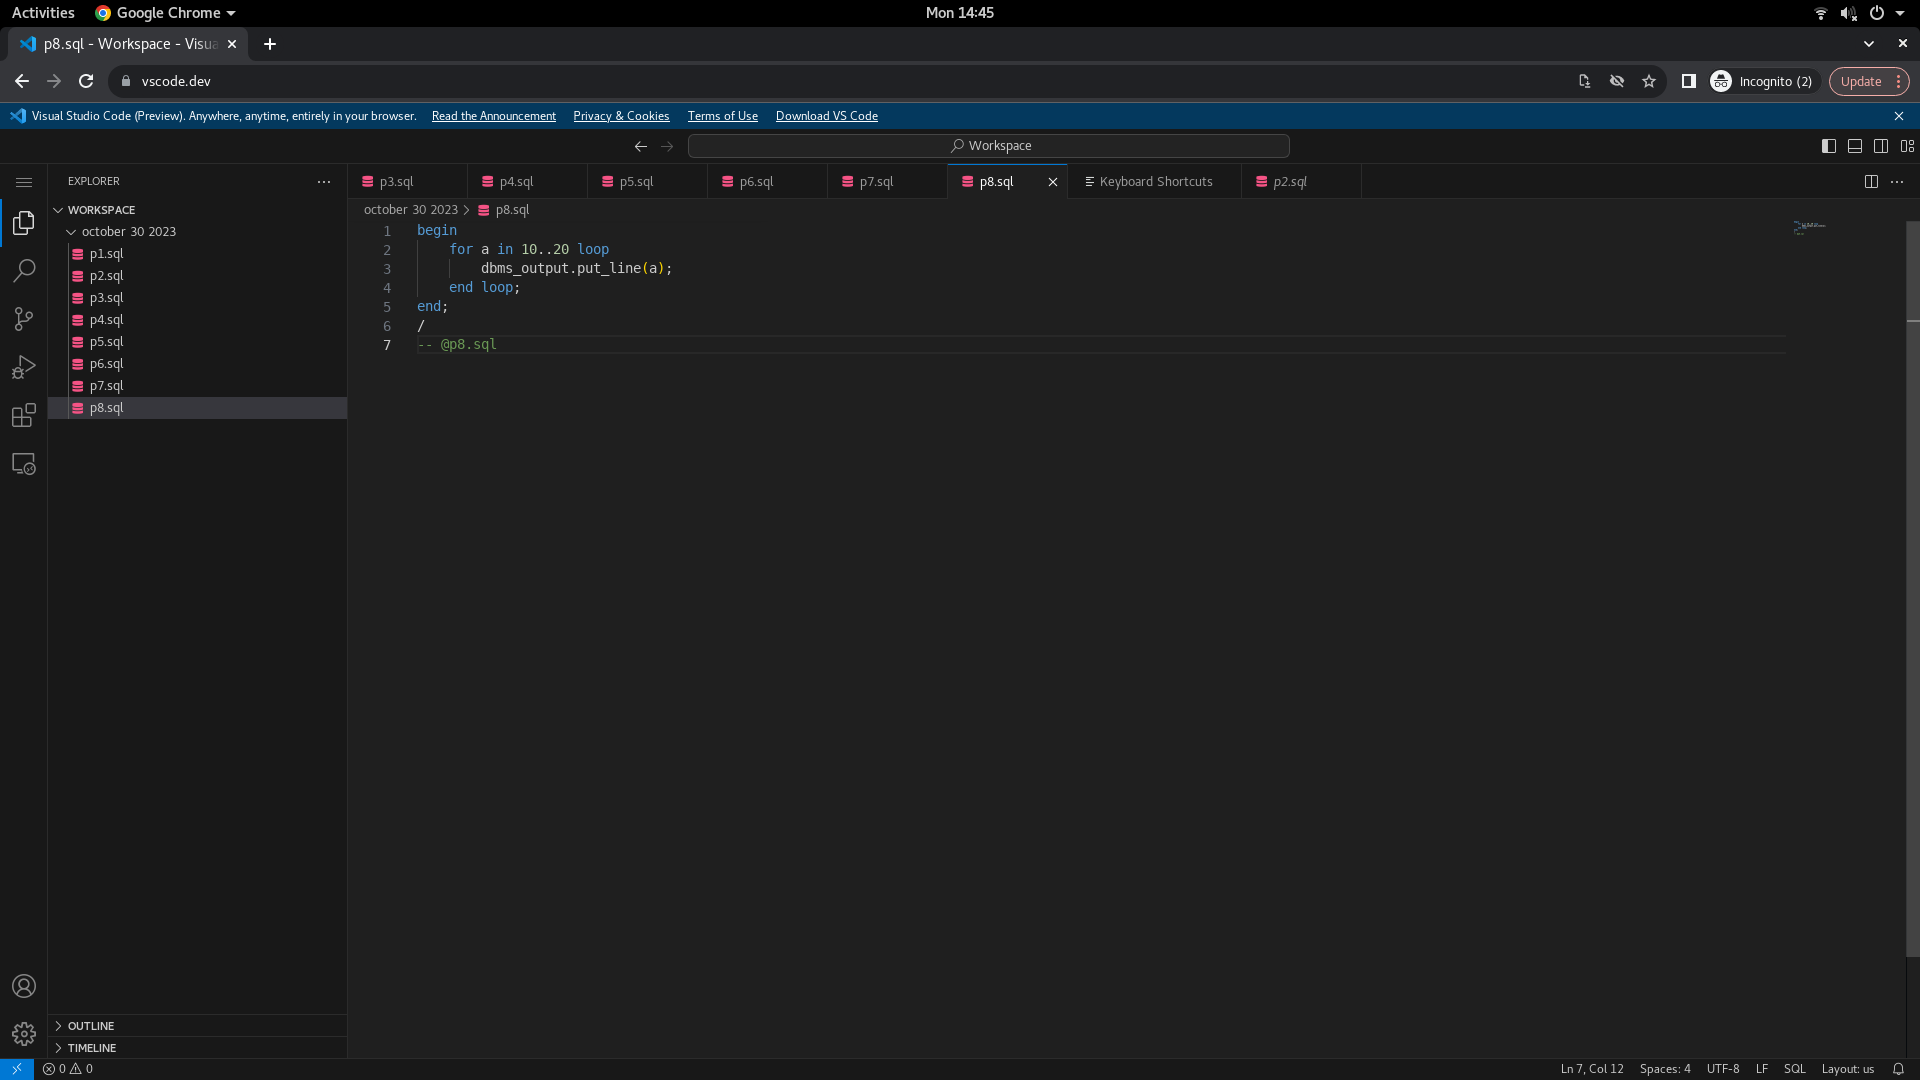 Activities Google Chrome Mon 14:45
p8.sql - Workspace - Visua
vscode.dev Incognito (2) Update
Visual Studio Code (Preview). Anywhere, anytime, entirely in your browser. Read the Announcement Privacy & Cookies Terms of Use Download VS Code
Workspace
EXPLORER
p3.sql p4.sql p5.sql p6.sql p7.sql p8.sql Keyboard Shortcuts p2.sql
WORKSPACE
october 30 2023
p1.sql
p2.sql
p3.sql
p4.sql
p5.sql
p6.sql
p7.sql
p8.sql
october 30 2023 > p8.sql
1 begin
2 for a in 10..20 loop
3 dbms_output.put_line(a);
4 end loop;
5 end;
6 /
7 -- @p8.sql
OUTLINE
TIMELINE
0 0 Ln 7, Col 12 Spaces: 4 UTF-8 LF SQL Layout: us